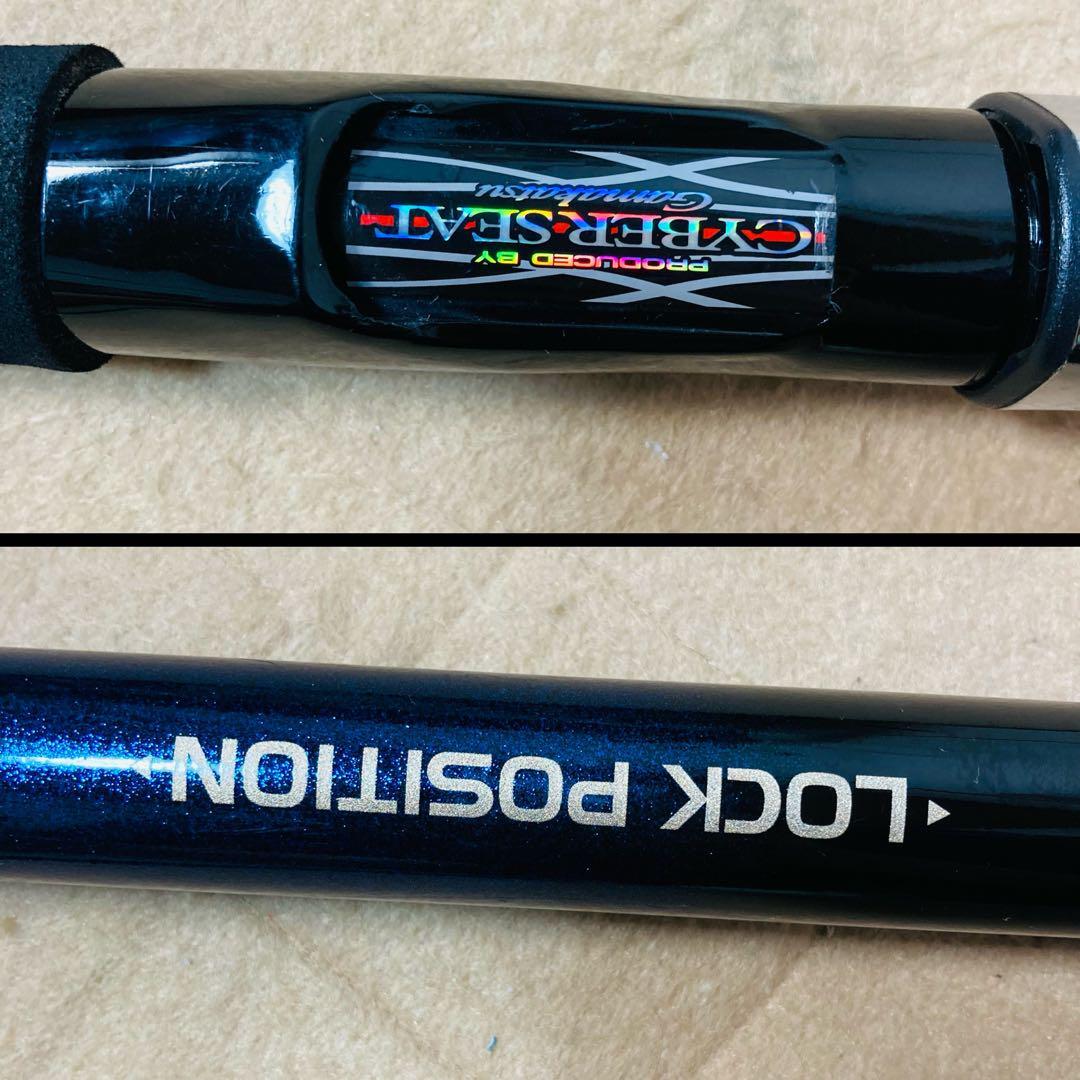 PRODUCED BY
CYBER SEAT
Gamakatsu
LOCK POSITION